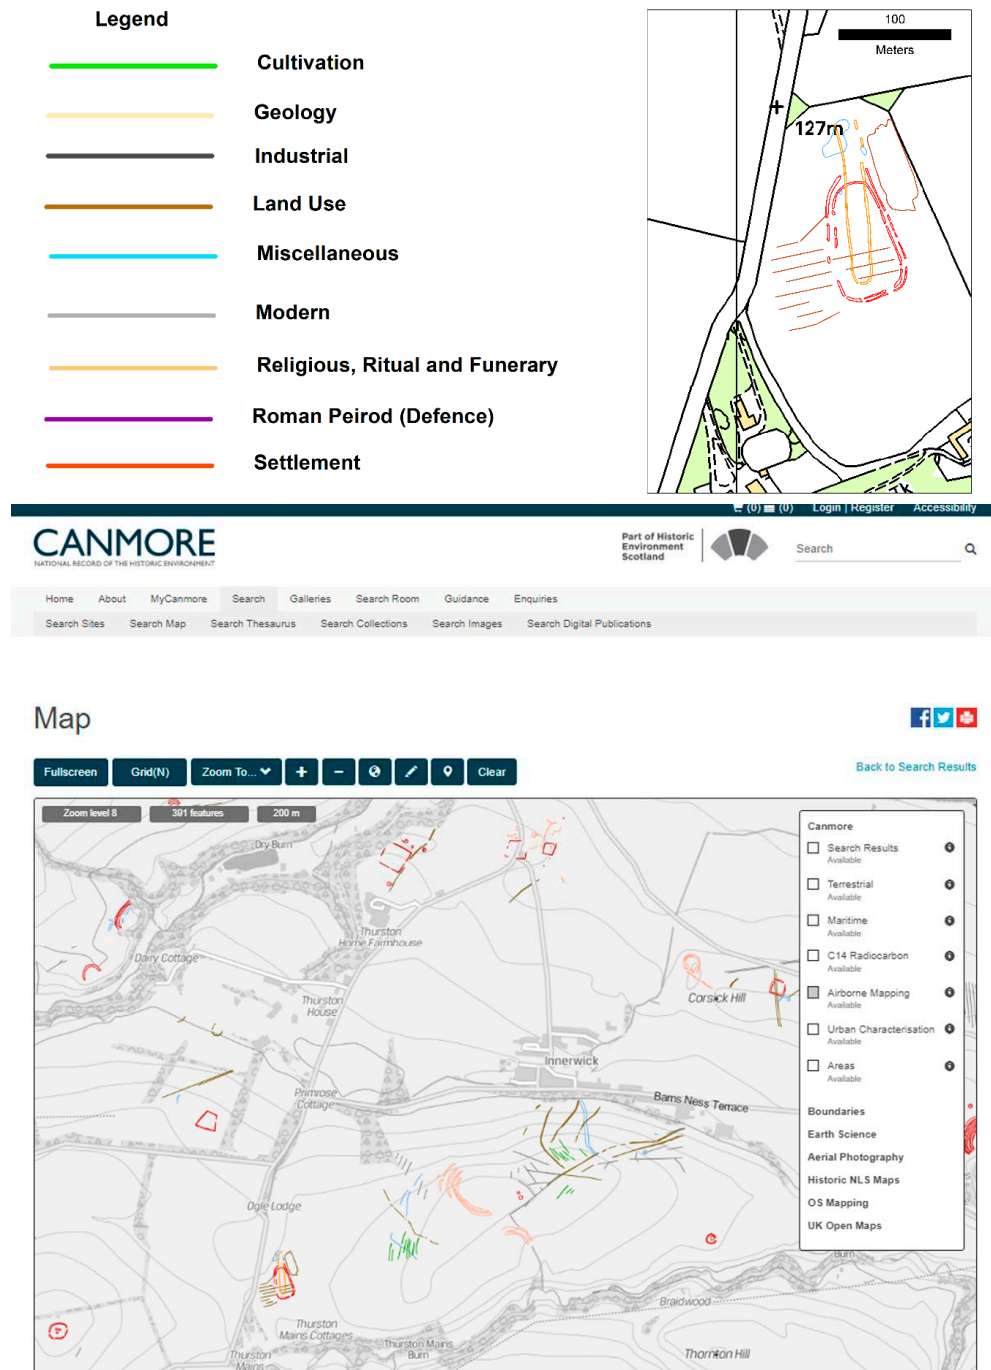 Legend
Cultivation
Geology
Industrial
Land Use
Miscellaneous
Modern
Religious, Ritual and Funerary
Roman Peirod (Defence)
Settlement
100
Meters
127m
Tk
(0) (0) Login | Register Accessibility
CANMORE
NATIONAL RECORD OF THE HISTORIC ENVIRONMENT
Part of Historic
Environment
Scotland
Search
Home About MyCanmore Search Galleries Search Room Guidance Enquiries
Search Sites Search Map Search Thesaurus Search Collections Search Images Search Digital Publications
Map
Fullscreen Grid(N) Zoom To... + − Clear
Back to Search Results
Zoom level 8 391 features 200 m
Dry Burn
Thurston
Home Farmhouse
Dairy Cottage
Thurston
House
Corsick Hill
Innerwick
Primrose
Cottage
Barns Ness Terrace
Ogle Lodge
Braidwood
Burn
Thurston
Mains Cottages
Thurston Mains
Burn
Thurston
Mains
Thornton Hill
Canmore
Search Results
Available
Terrestrial
Available
Maritime
Available
C14 Radiocarbon
Available
Airborne Mapping
Available
Urban Characterisation
Available
Areas
Available
Boundaries
Earth Science
Aerial Photography
Historic NLS Maps
OS Mapping
UK Open Maps